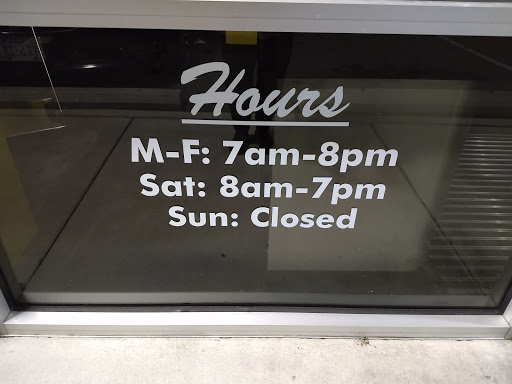 Hours
M-F: 7am-8pm
Sat: 8am-7pm
Sun: Closed